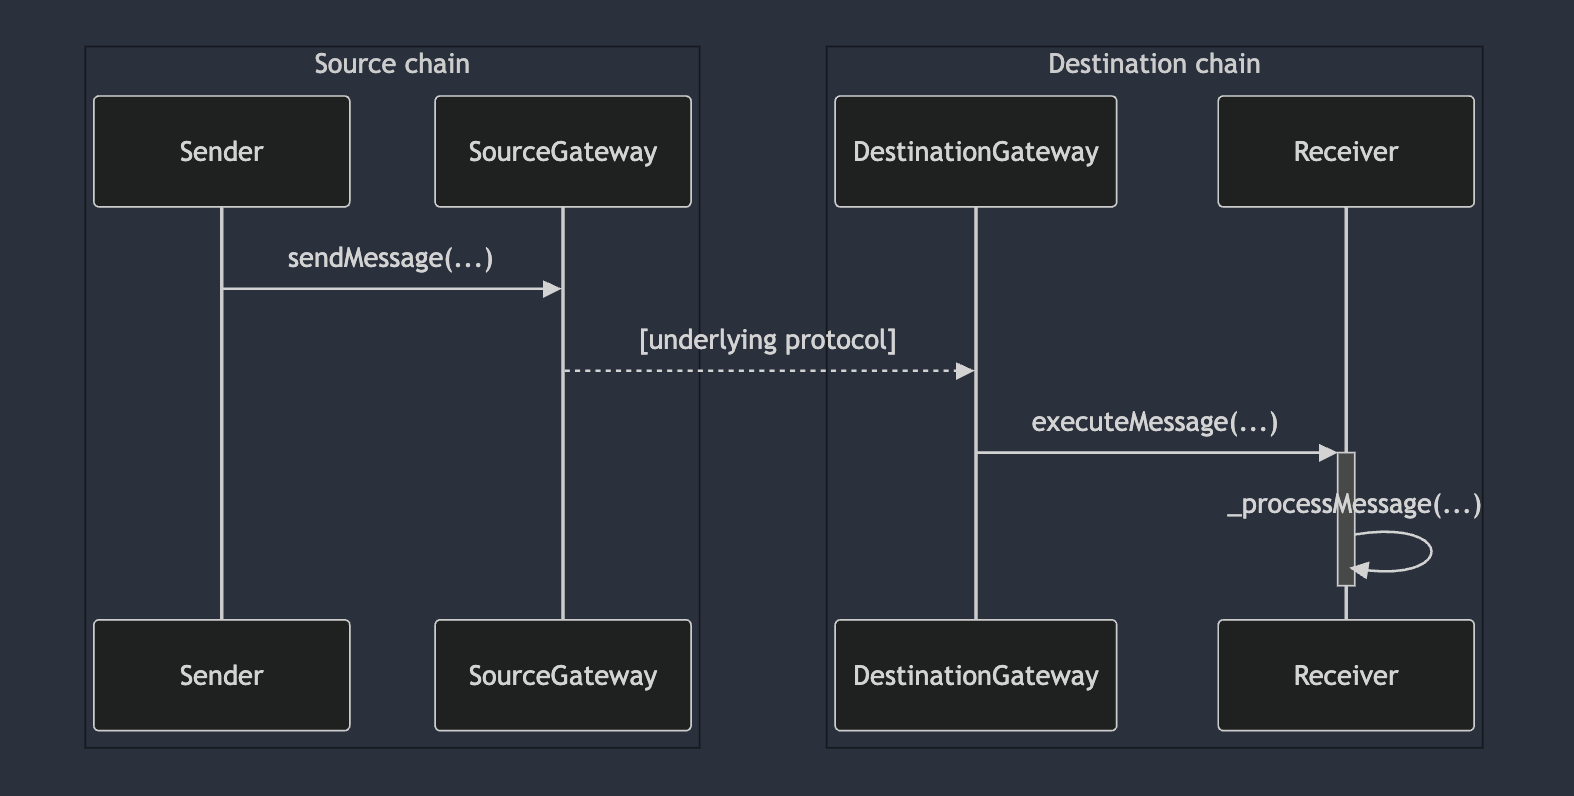 Source chain
Destination chain
Sender
SourceGateway
DestinationGateway
Receiver
sendMessage(...)
[underlying protocol]
executeMessage(...)
_processMessage(...)
Sender
SourceGateway
DestinationGateway
Receiver